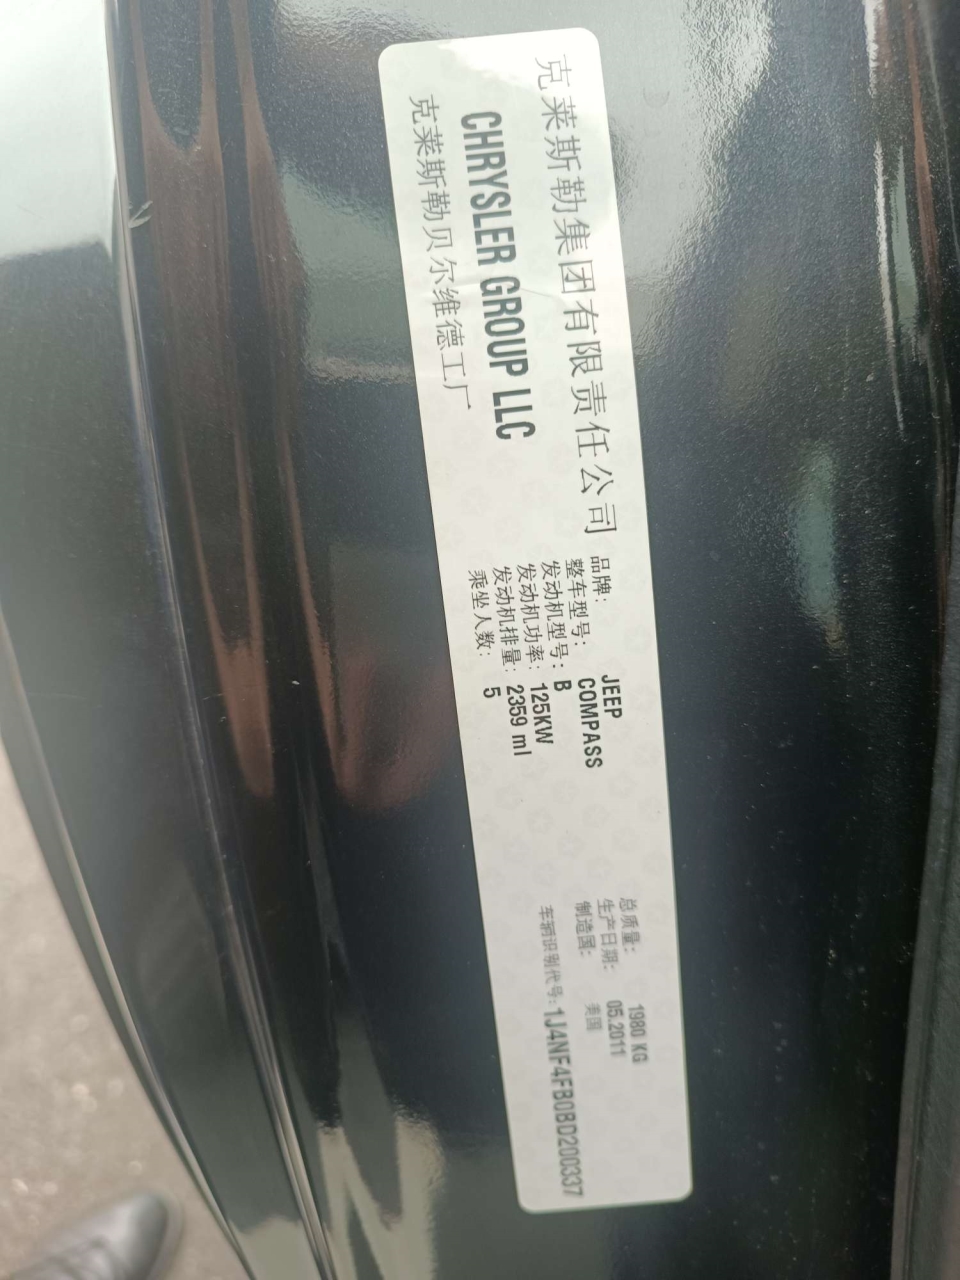 克莱斯勒集团有限责任公司
CHRYSLER GROUP LLC
克莱斯勒贝尔维德工厂
品牌: JEEP
整车型号: COMPASS
发动机型号: B
发动机功率: 125KW
发动机排量: 2359 ml
乘坐人数: 5
总质量: 1980 KG
生产日期: 05.2011
制造国: 美国
车辆识别代号: 1J4NF4FB0BD200337